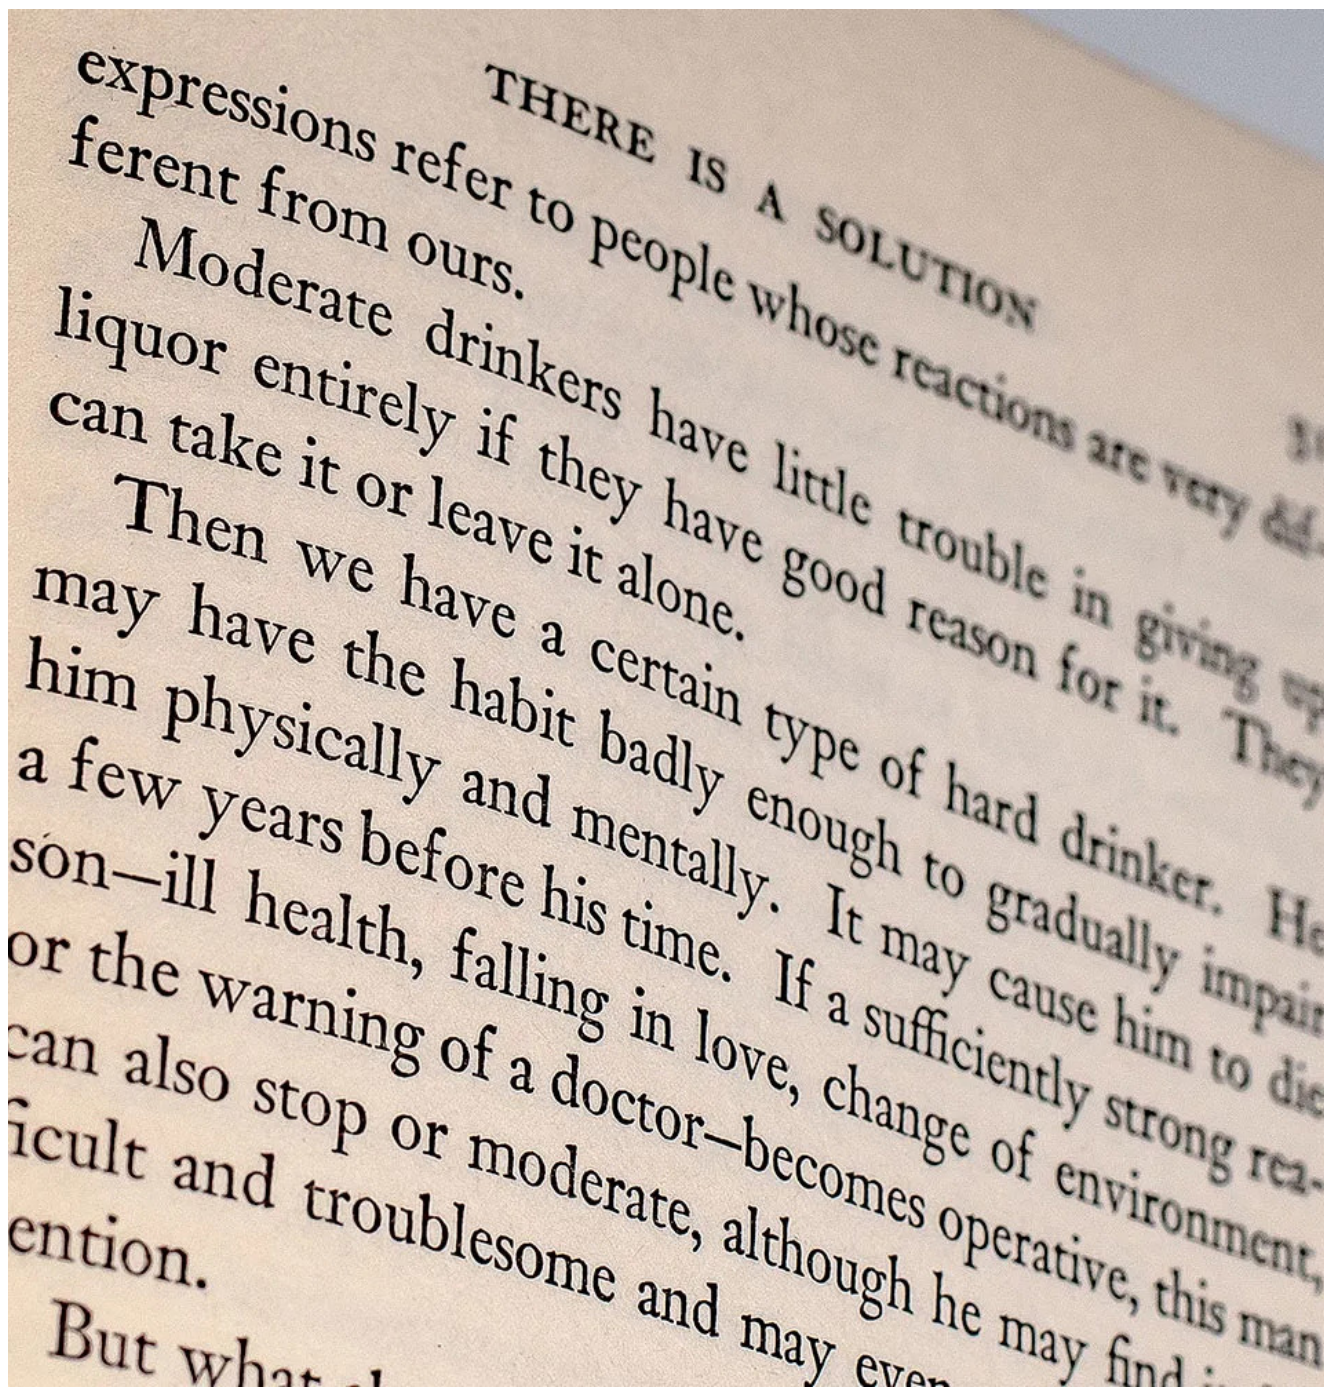 THERE IS A SOLUTION
expressions refer to people whose reactions are very dif-
ferent from ours.
Moderate drinkers have little trouble in giving up
liquor entirely if they have good reason for it. They
can take it or leave it alone.
Then we have a certain type of hard drinker. He
may have the habit badly enough to gradually impair
him physically and mentally. It may cause him to die
a few years before his time. If a sufficiently strong rea-
son—ill health, falling in love, change of environment,
or the warning of a doctor—becomes operative, this man
can also stop or moderate, although he may find
ficult and troublesome and may even
ention.
But what